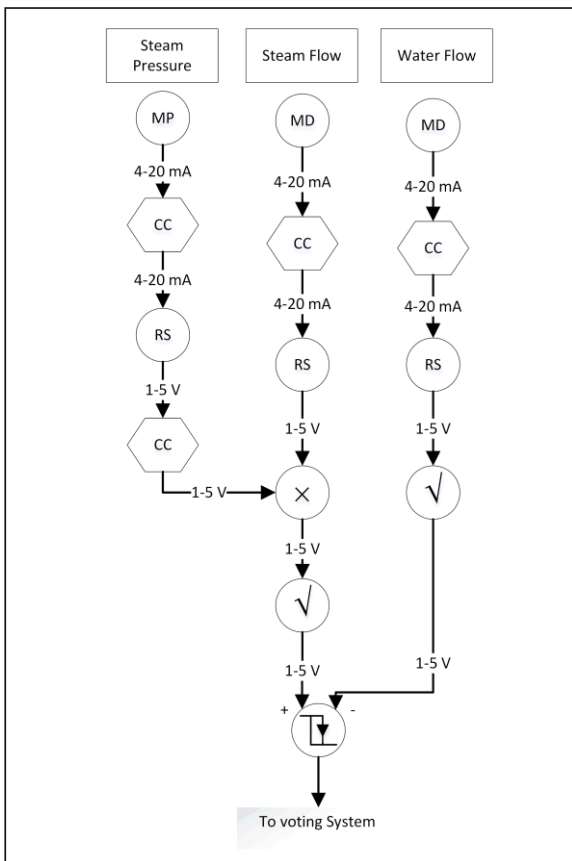 Steam
Pressure
Steam Flow
Water Flow
MP
MD
MD
4-20 mA
4-20 mA
4-20 mA
CC
CC
CC
4-20 mA
4-20 mA
4-20 mA
RS
RS
RS
1-5 V
1-5 V
1-5 V
CC
1-5 V
×
√
1-5 V
√
1-5 V
1-5 V
+
-
To voting System